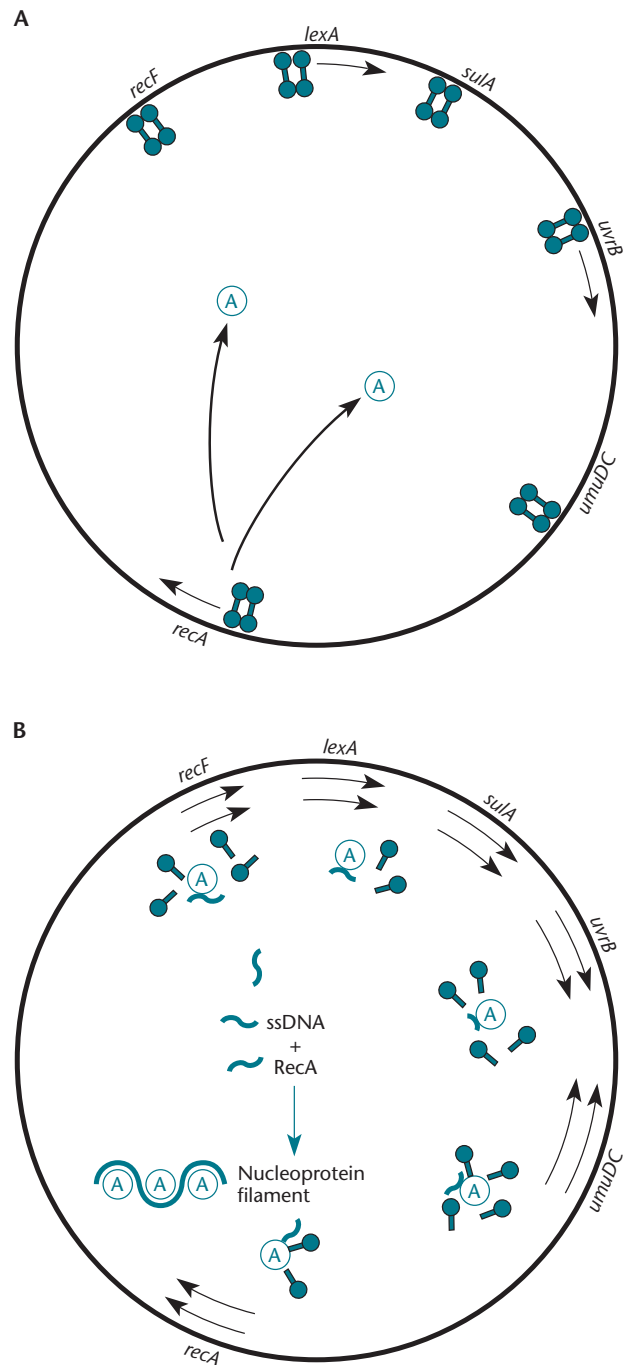 A
lexA
recF
sulA
uvrB
A
A
umuDC
recA
B
lexA
recF
sulA
A
A
uvrB
A
ssDNA
+
RecA
umuDC
A A A
Nucleoprotein
filament
A
A
recA